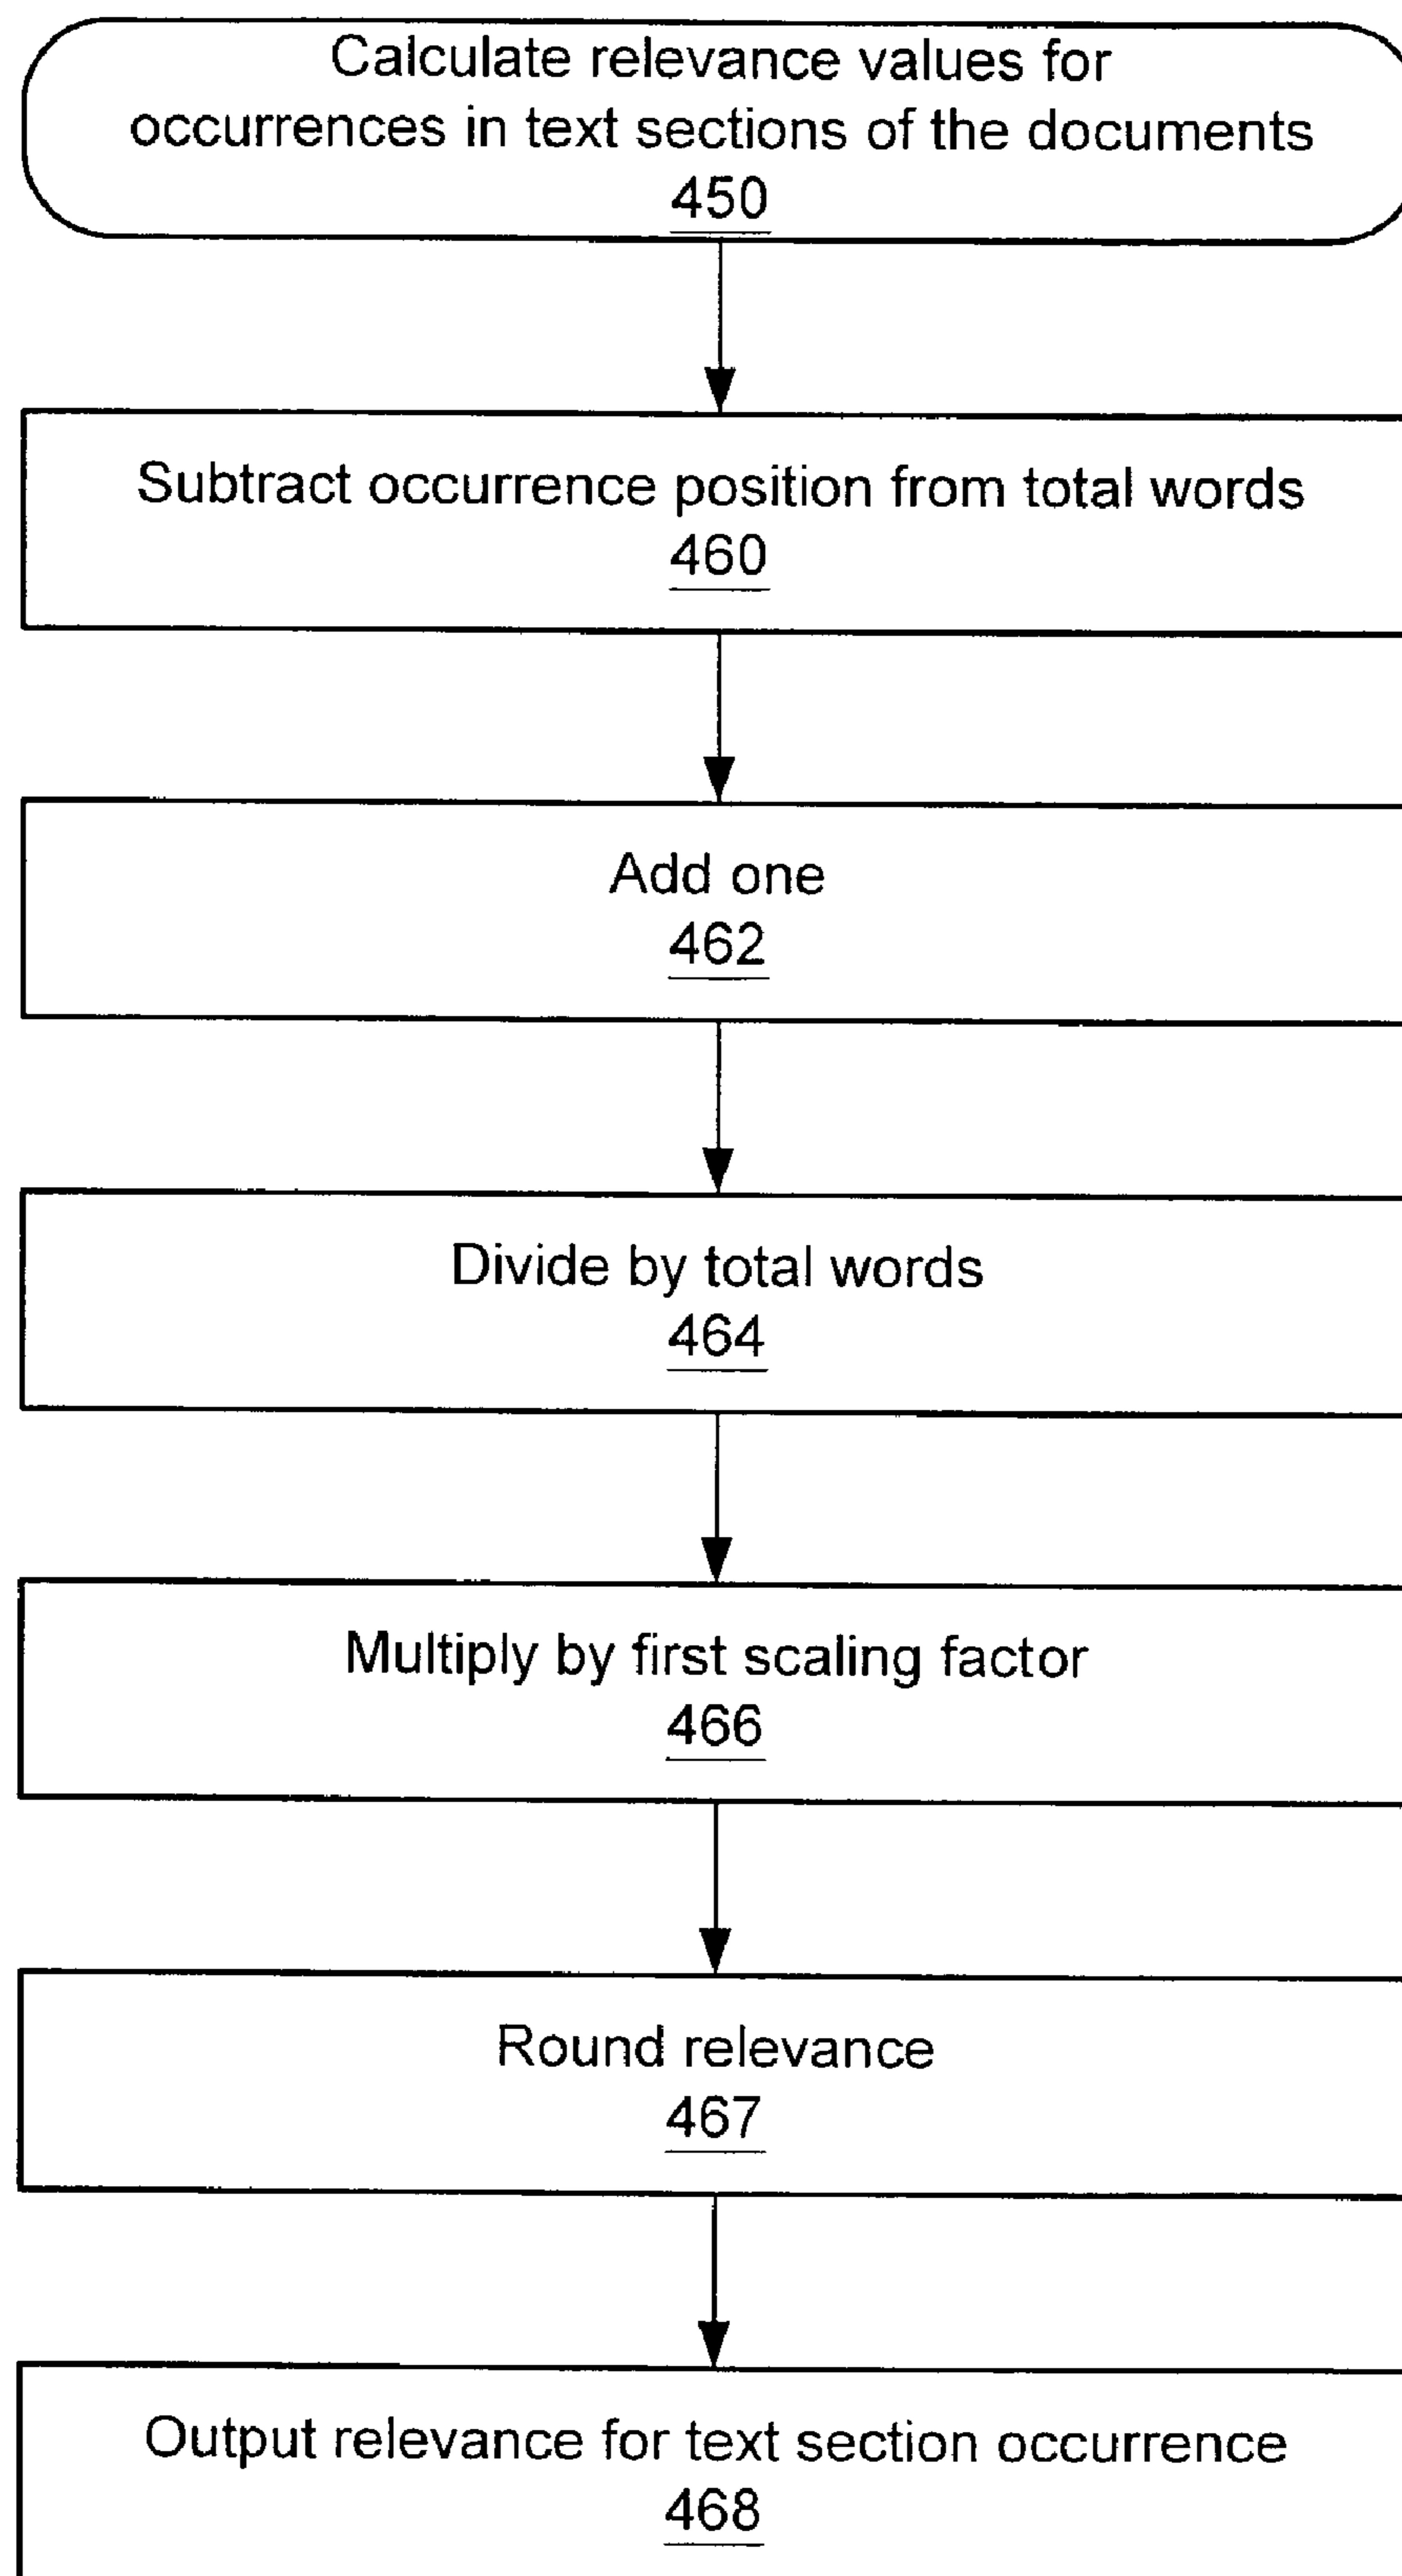 Calculate relevance values for
occurrences in text sections of the documents
450
Subtract occurrence position from total words
460
Add one
462
Divide by total words
464
Multiply by first scaling factor
466
Round relevance
467
Output relevance for text section occurrence
468